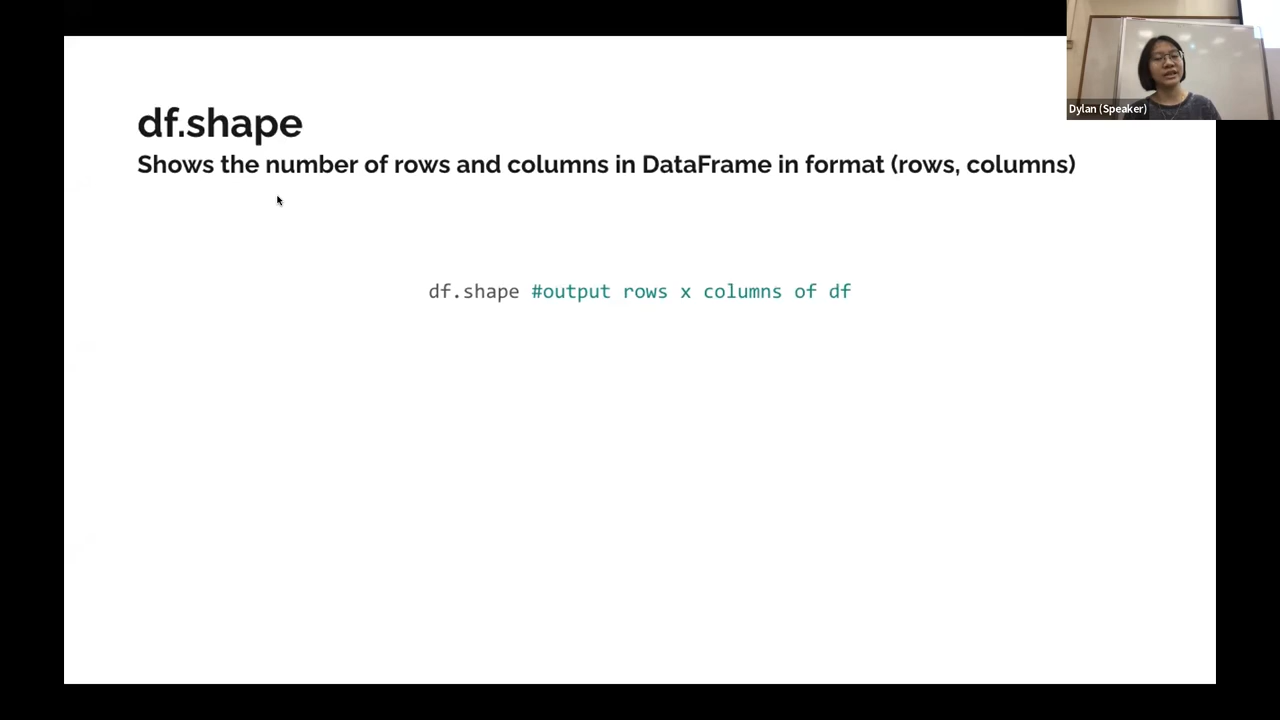 df.shape
Shows the number of rows and columns in DataFrame in format (rows, columns)
df.shape #output rows x columns of df
Dylan (Speaker)